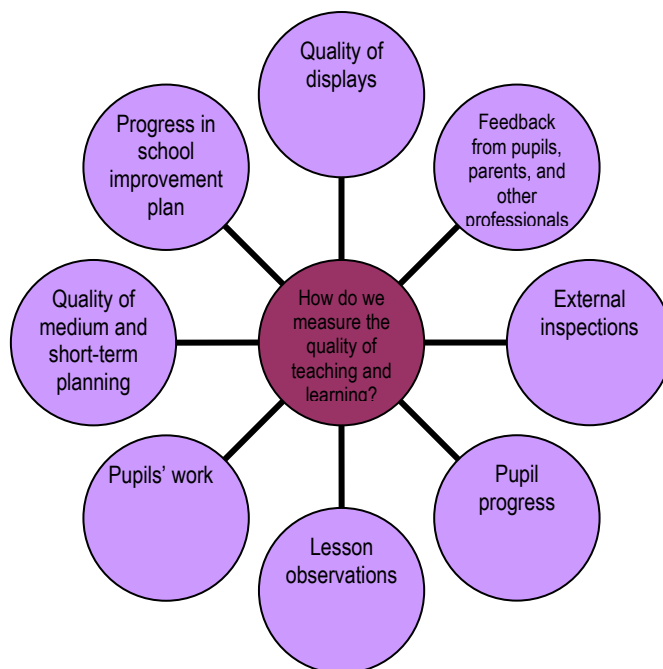 Quality of
displays
Feedback
from pupils,
parents, and
other
professionals
External
inspections
Pupil
progress
Lesson
observations
Pupils’ work
Quality of
medium and
short-term
planning
Progress in
school
improvement
plan
How do we
measure the
quality of
teaching and
learning?